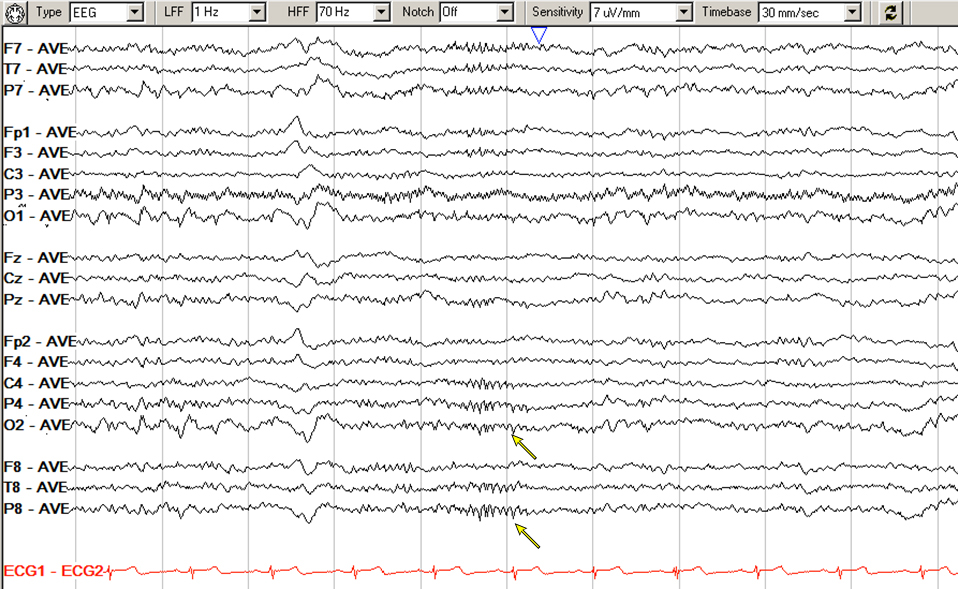 Type EEG LFF 1 Hz HFF 70 Hz Notch Off Sensitivity 7 uV/mm Timebase 30 mm/sec
F7 - AVE
T7 - AVE
P7 - AVE
Fp1 - AVE
F3 - AVE
C3 - AVE
P3 - AVE
O1 - AVE
Fz - AVE
Cz - AVE
Pz - AVE
Fp2 - AVE
F4 - AVE
C4 - AVE
P4 - AVE
O2 - AVE
F8 - AVE
T8 - AVE
P8 - AVE
ECG1 - ECG2